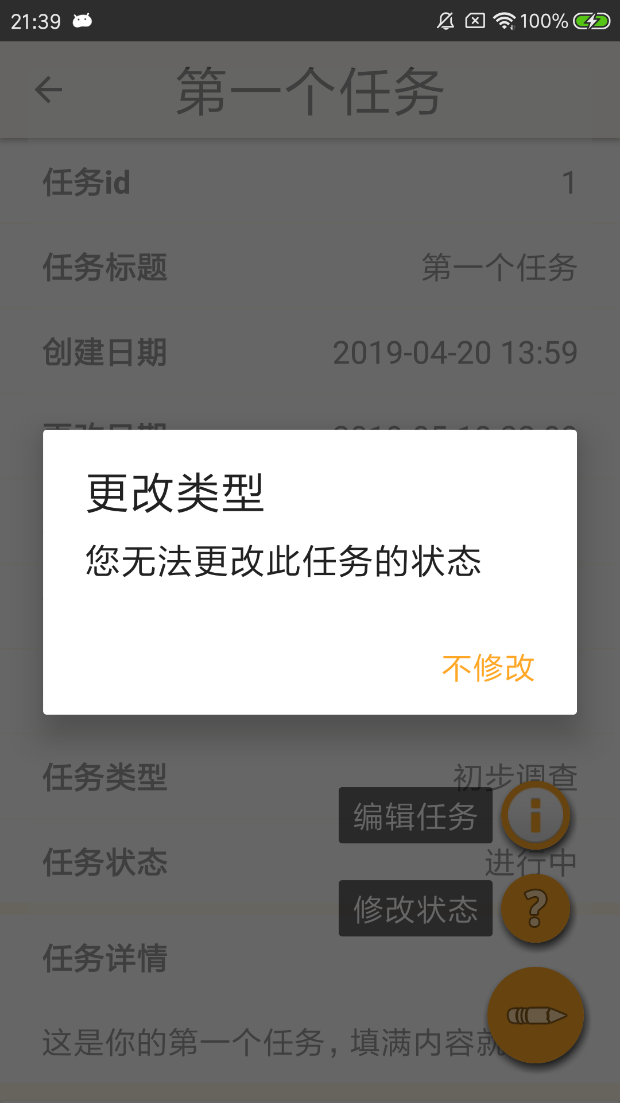 21:39 100%
第一个任务
任务id 1
任务标题 第一个任务
创建日期 2019-04-20 13:59
更改类型
您无法更改此任务的状态
不修改
任务类型 初步调查
编辑任务
任务状态 进行中
修改状态
?
任务详情
这是你的第一个任务，填满内容就